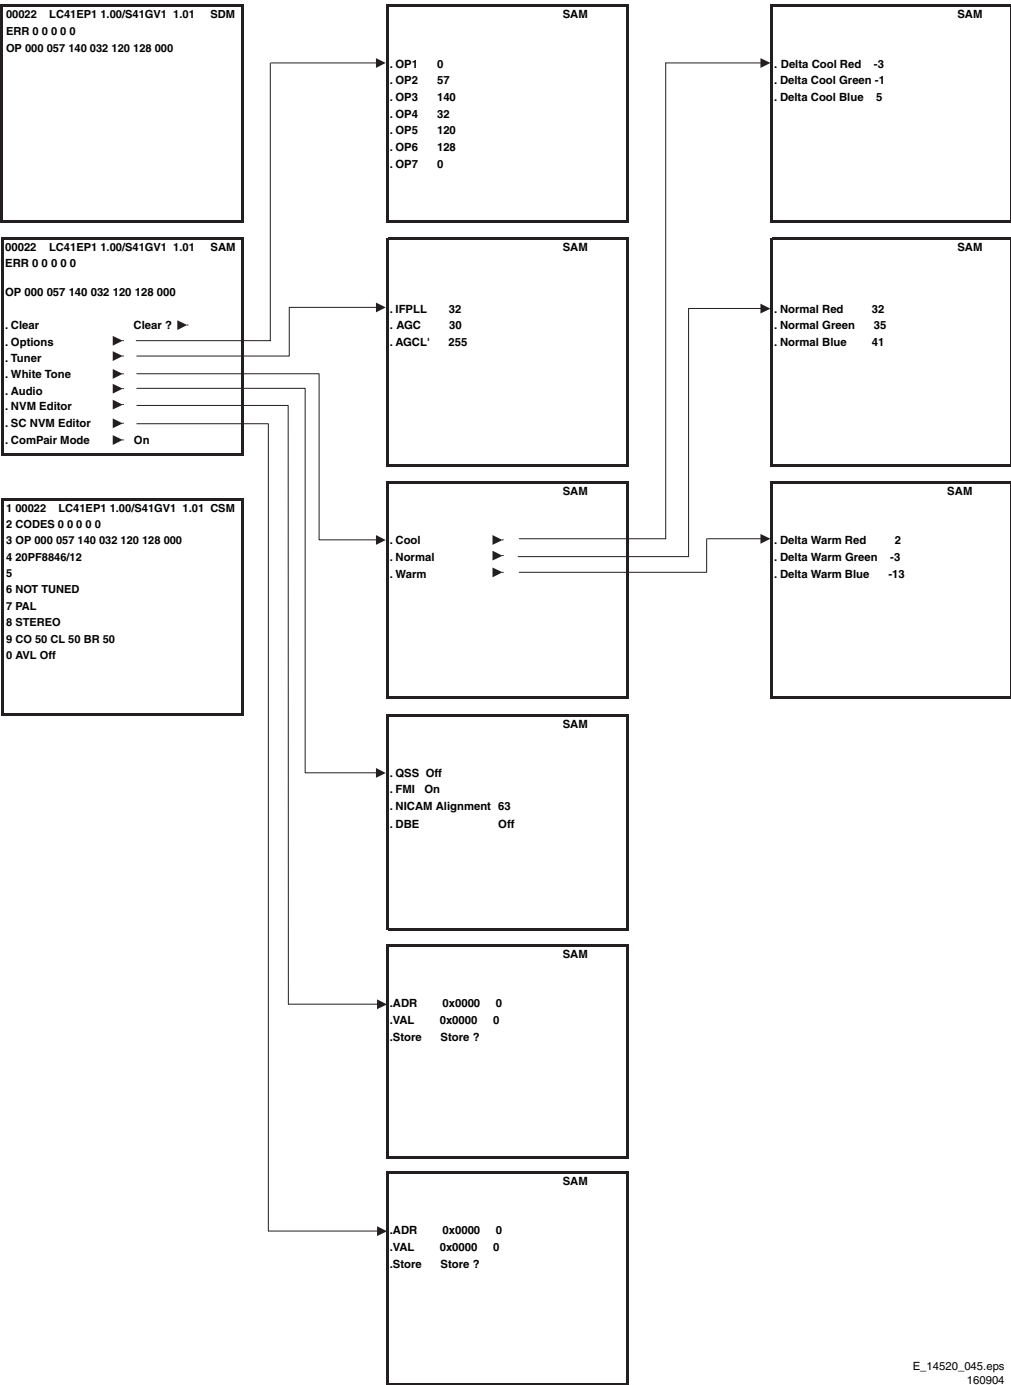 00022 LC41EP1 1.00/S41GV1 1.01 SDM
ERR 0 0 0 0 0
OP 000 057 140 032 120 128 000
00022 LC41EP1 1.00/S41GV1 1.01 SAM
ERR 0 0 0 0 0
OP 000 057 140 032 120 128 000
. Clear Clear ?
. Options
. Tuner
. White Tone
. Audio
. NVM Editor
. SC NVM Editor
. ComPair Mode On
1 00022 LC41EP1 1.00/S41GV1 1.01 CSM
2 CODES 0 0 0 0 0
3 OP 000 057 140 032 120 128 000
4 20PF8846/12
5
6 NOT TUNED
7 PAL
8 STEREO
9 CO 50 CL 50 BR 50
0 AVL Off
SAM
. OP1 0
. OP2 57
. OP3 140
. OP4 32
. OP5 120
. OP6 128
. OP7 0
SAM
. IFPLL 32
. AGC 30
. AGCL' 255
SAM
. Cool
. Normal
. Warm
SAM
. QSS Off
. FMI On
. NICAM Alignment 63
. DBE Off
SAM
.ADR 0x0000 0
.VAL 0x0000 0
.Store Store ?
SAM
.ADR 0x0000 0
.VAL 0x0000 0
.Store Store ?
SAM
. Delta Cool Red -3
. Delta Cool Green -1
. Delta Cool Blue 5
SAM
. Normal Red 32
. Normal Green 35
. Normal Blue 41
SAM
. Delta Warm Red 2
. Delta Warm Green -3
. Delta Warm Blue -13
E_14520_045.eps
160904